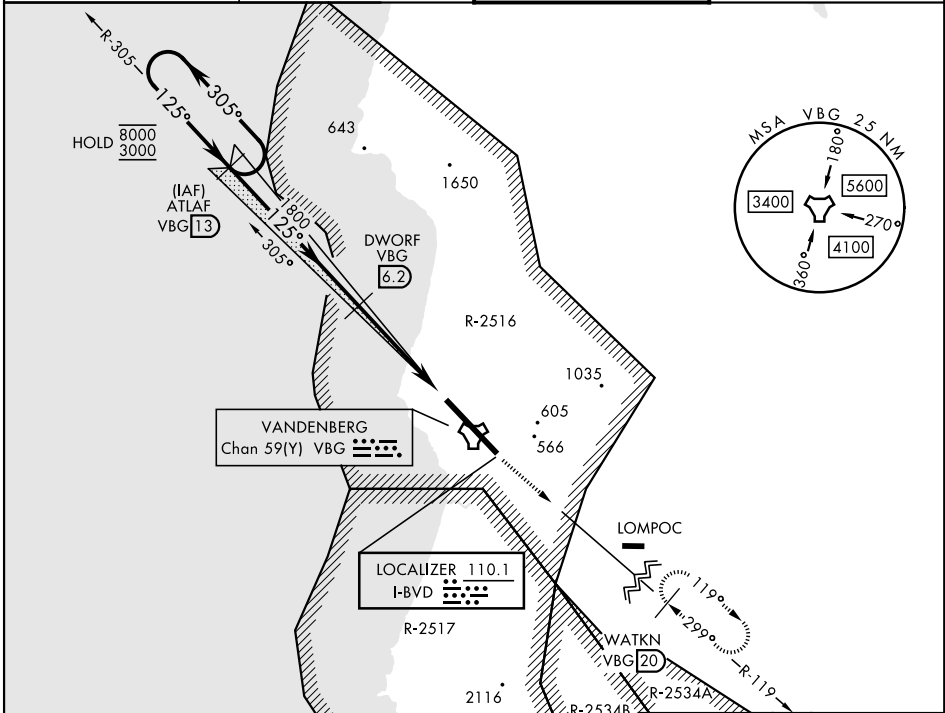 R-305
125°
305°
HOLD 8000
3000
(IAF)
ATLAF
VBG 13
1800
125°
305°
DWORF
VBG
6.2
643
1650
MSA VBG 25 NM
180°
3400
5600
270°
4100
360°
R-2516
1035
605
566
VANDENBERG
Chan 59(Y) VBG
LOCALIZER 110.1
I-BVD
LOMPOC
119°
299°
R-2517
WATKN
VBG 20
R-119
2116
R-2534B
R-2534A